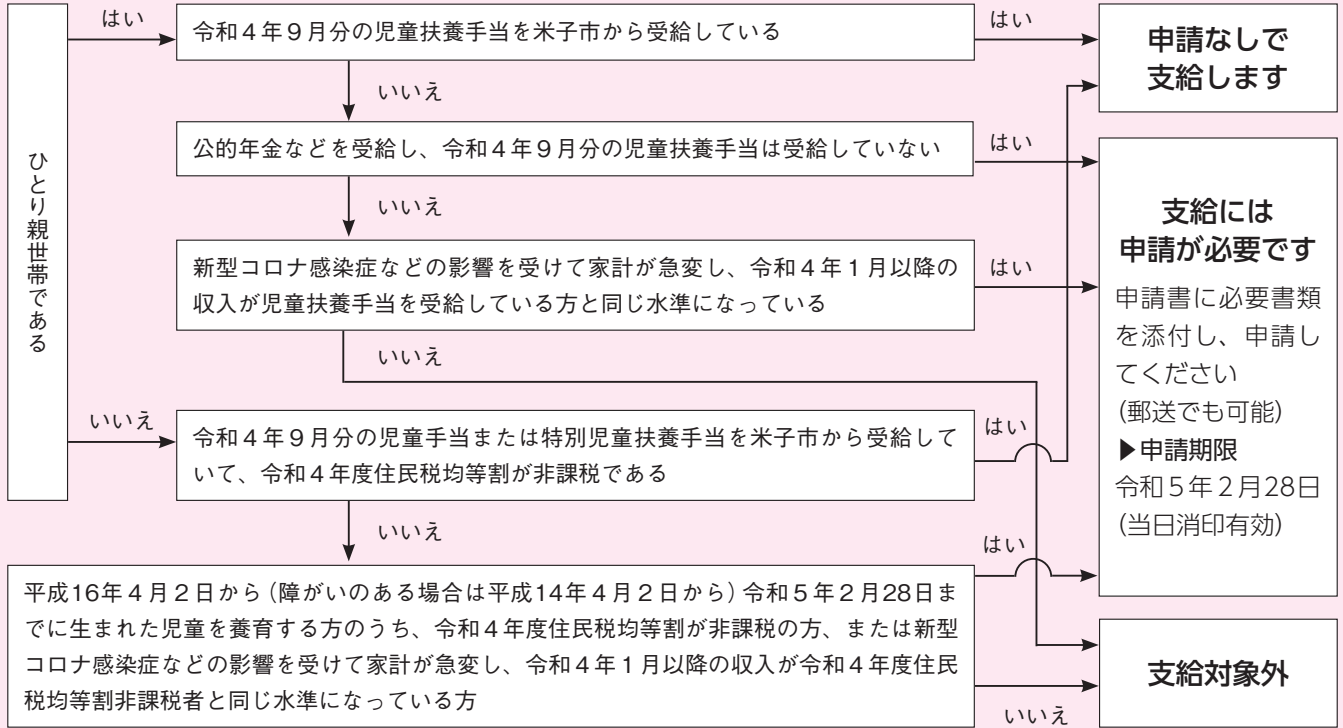 ひとり親世帯である
はい
令和4年9月分の児童扶養手当を米子市から受給している
はい
申請なしで
支給します
いいえ
公的年金などを受給し、令和4年9月分の児童扶養手当は受給していない
はい
いいえ
新型コロナ感染症などの影響を受けて家計が急変し、令和4年1月以降の
収入が児童扶養手当を受給している方と同じ水準になっている
はい
いいえ
支給には
申請が必要です
申請書に必要書類
を添付し、申請し
てください
(郵送でも可能)
▶申請期限
令和5年2月28日
(当日消印有効)
いいえ
令和4年9月分の児童手当または特別児童扶養手当を米子市から受給して
いて、令和4年度住民税均等割が非課税である
はい
いいえ
平成16年4月2日から(障がいのある場合は平成14年4月2日から)令和5年2月28日ま
でに生まれた児童を養育する方のうち、令和4年度住民税均等割が非課税の方、または新型
コロナ感染症などの影響を受けて家計が急変し、令和4年1月以降の収入が令和4年度住民
税均等割非課税者と同じ水準になっている方
はい
いいえ
支給対象外